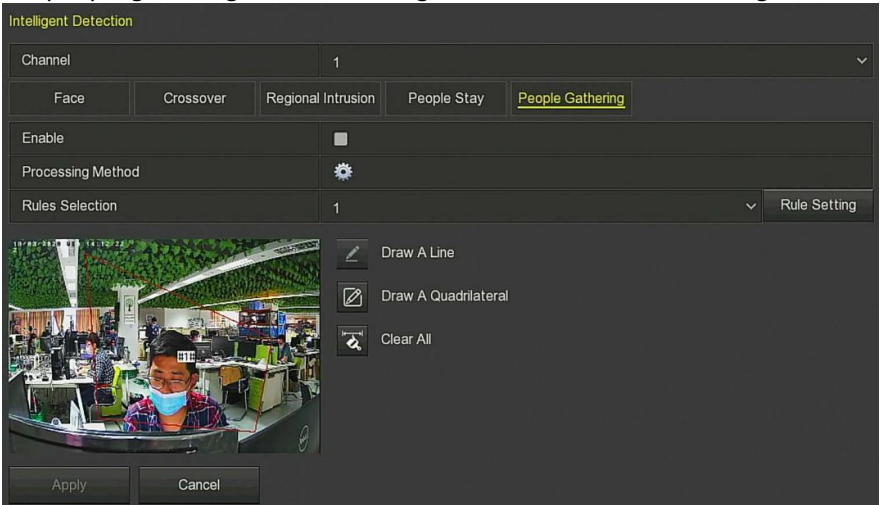 Intelligent Detection
Channel 1
Face Crossover Regional Intrusion People Stay People Gathering
Enable
Processing Method
Rules Selection 1 Rule Setting
Draw A Line
Draw A Quadrilateral
Clear All
Apply Cancel